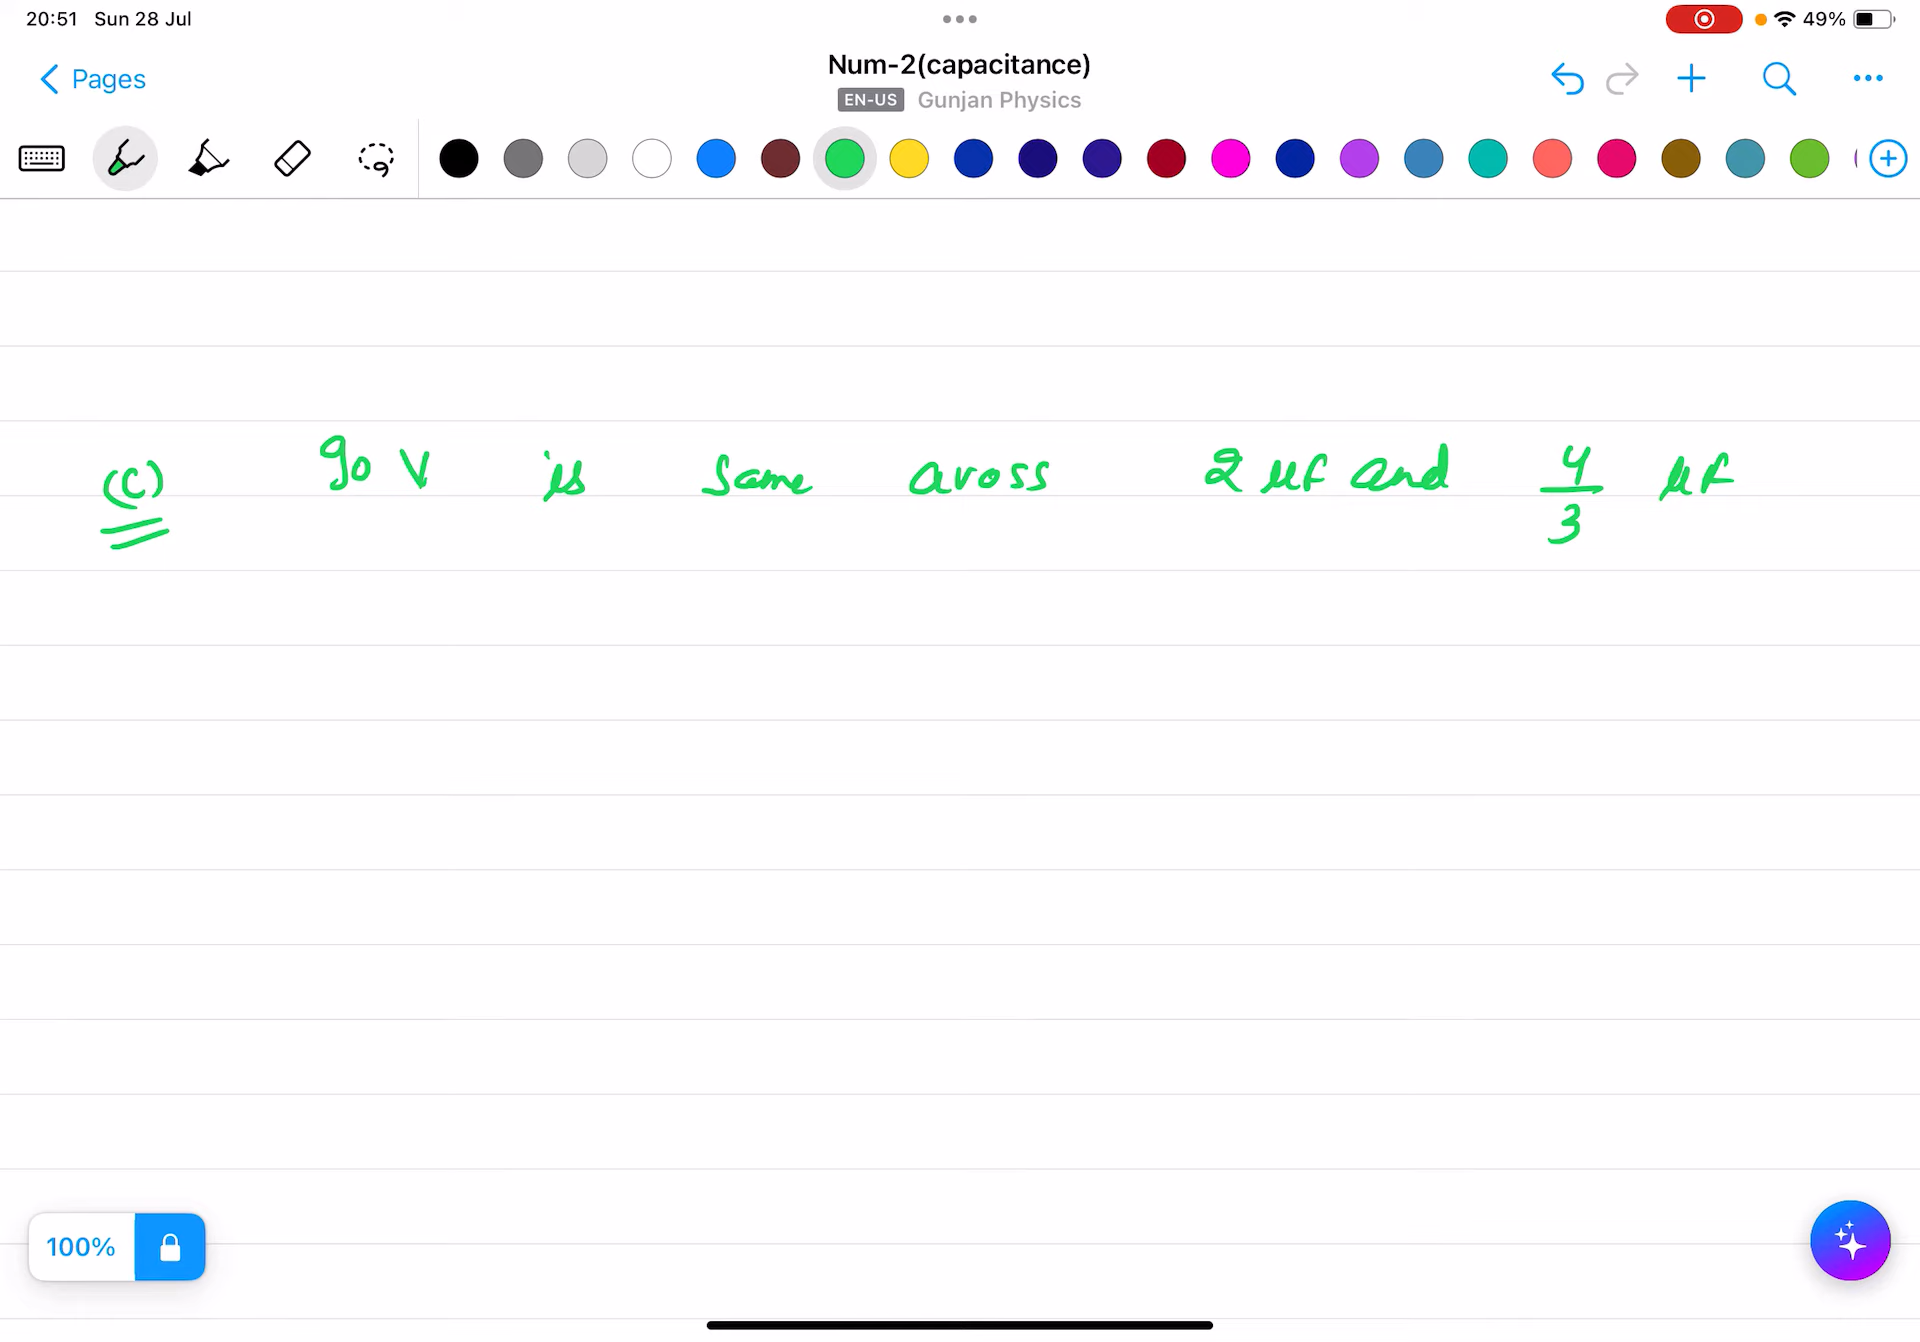 20:51 Sun 28 Jul
49%
Pages
Num-2(capacitance)
EN-US Gunjan Physics
(c) 90 V is same aross 2 μf and 4/3 μf
100%